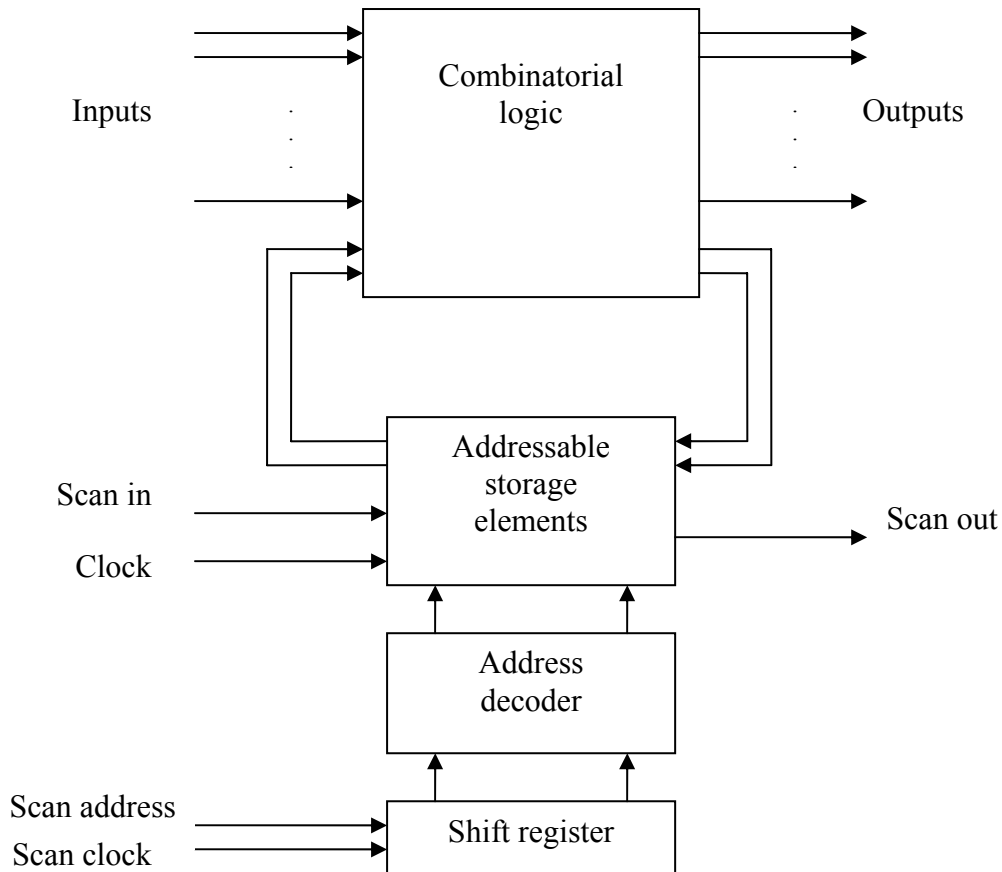 Combinatorial
logic
Inputs
Outputs
Addressable
storage
elements
Scan in
Clock
Scan out
Address
decoder
Scan address
Scan clock
Shift register